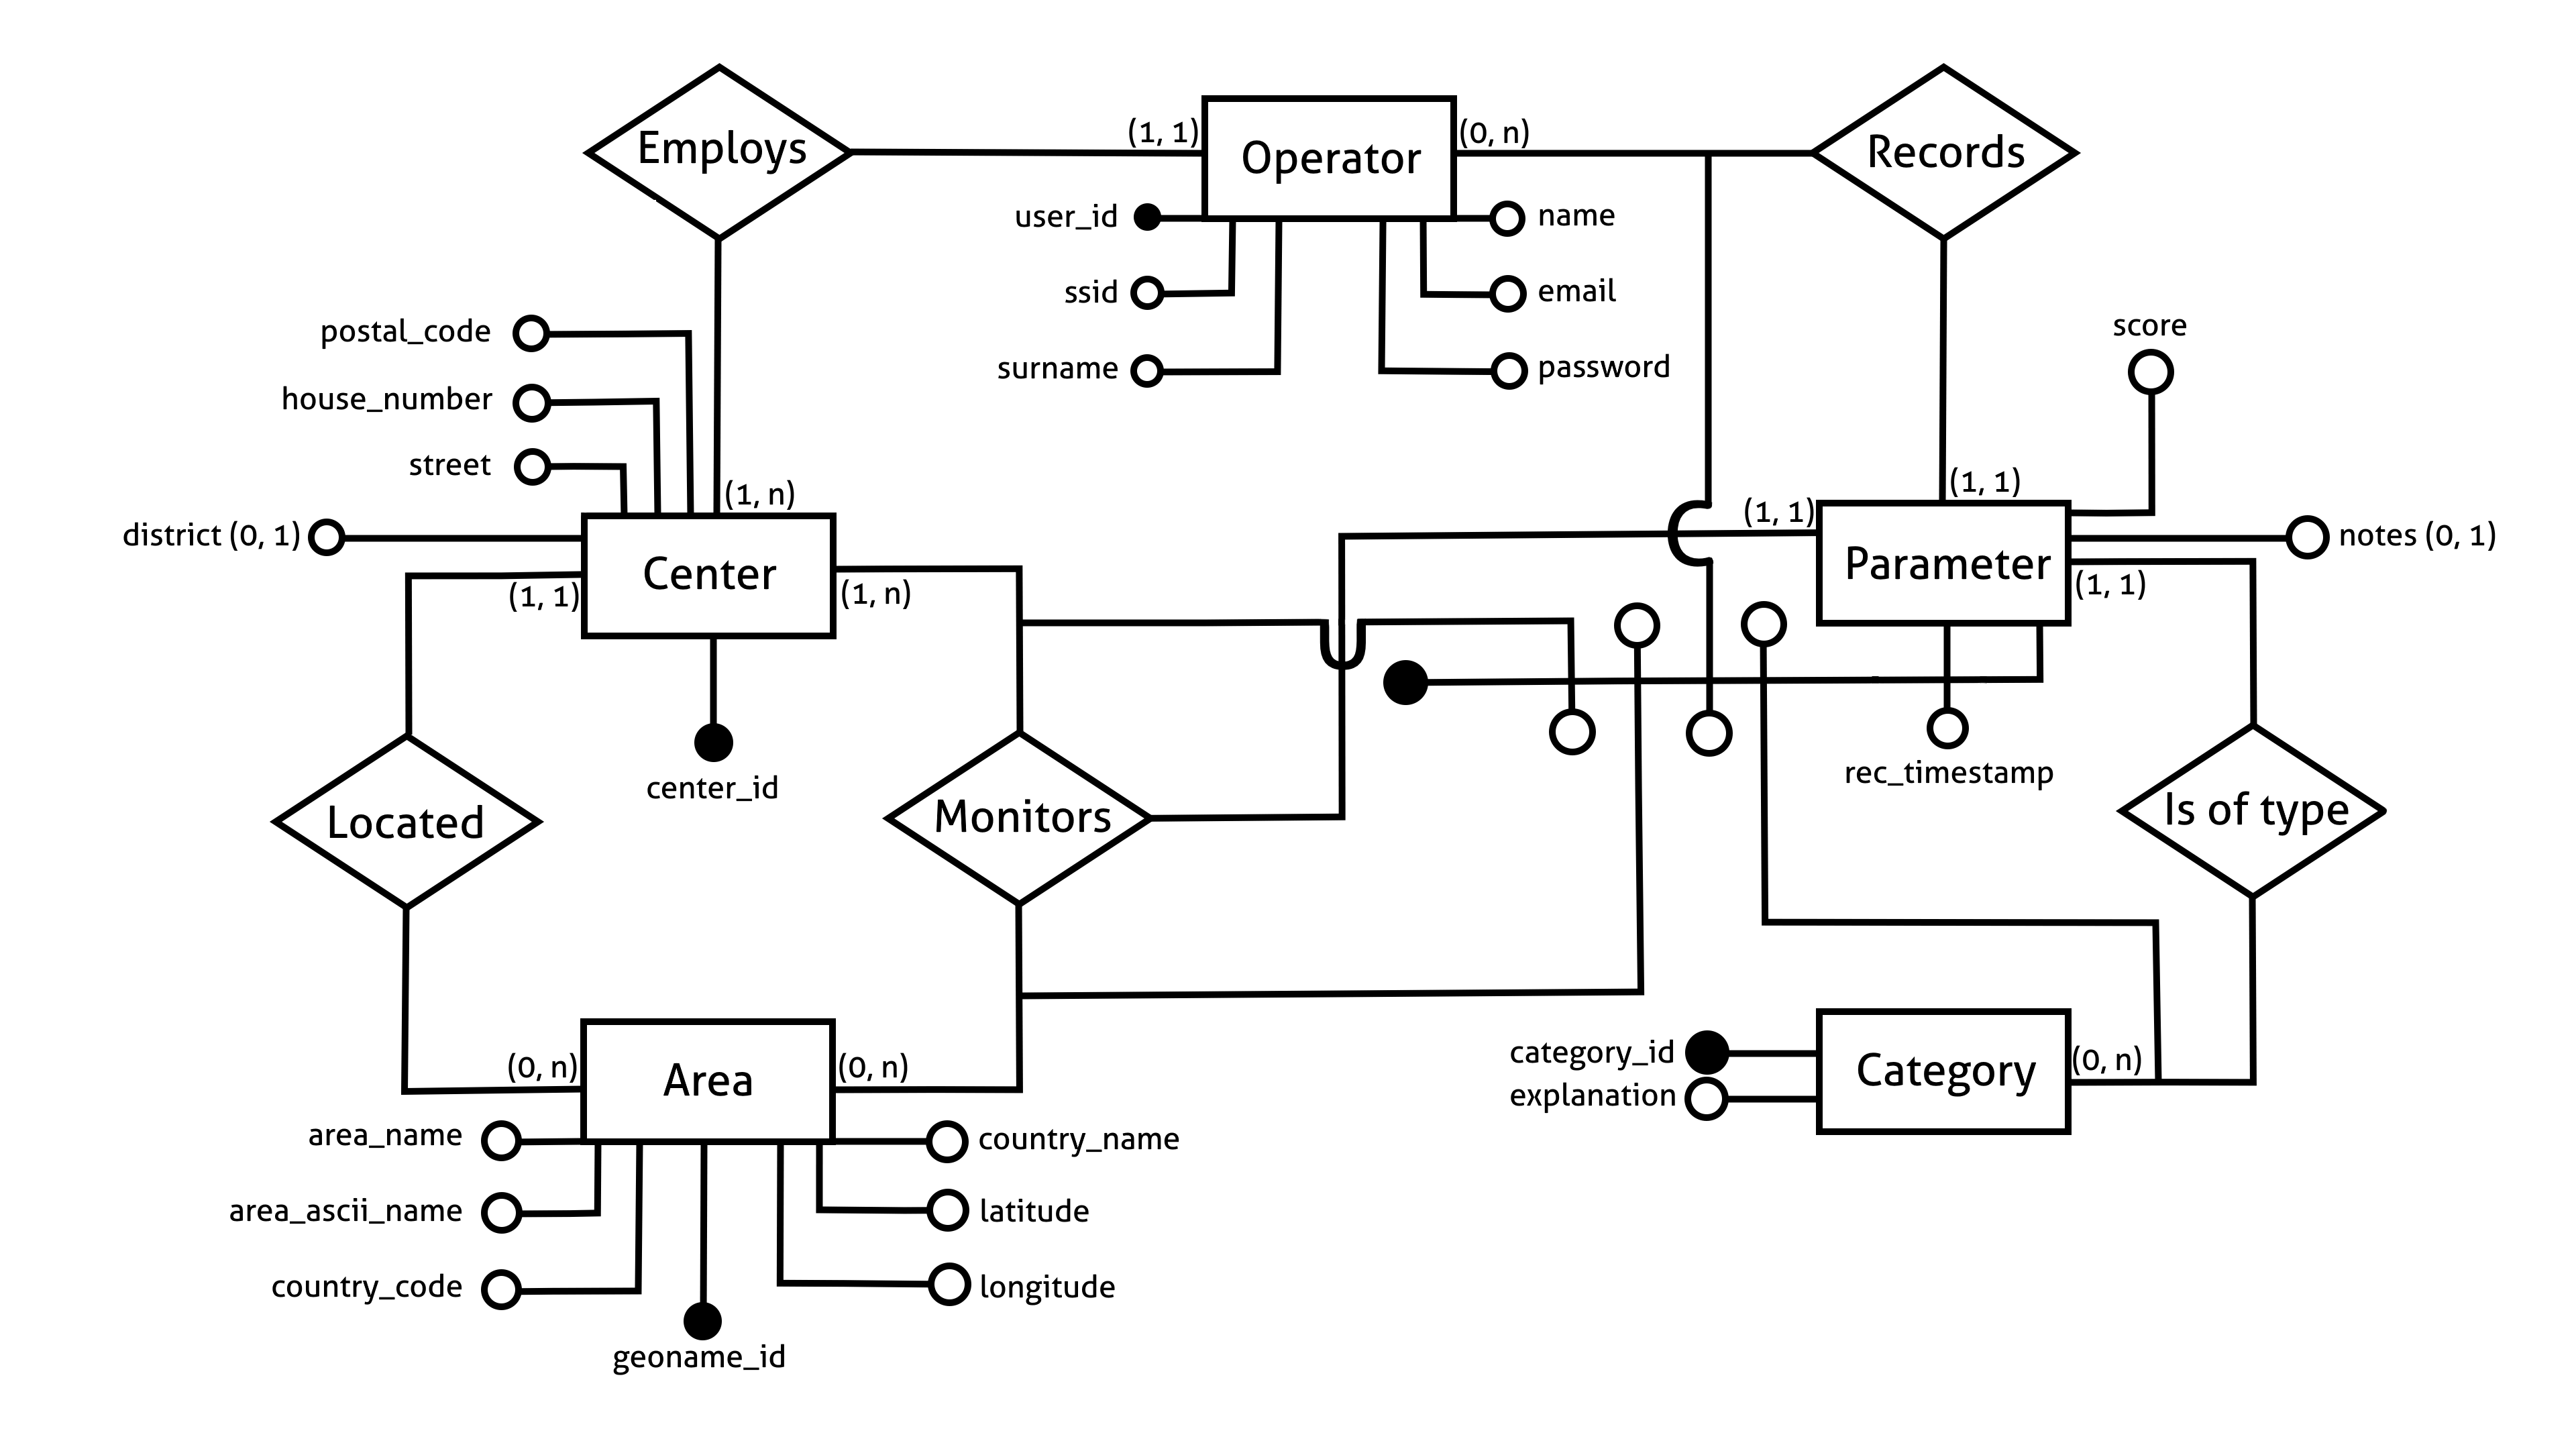 Employs
(1, 1)
Operator
(0, n)
Records
user_id
name
ssid
email
surname
password
postal_code
house_number
street
district (0, 1)
(1, n)
Center
(1, 1)
(1, n)
center_id
score
(1, 1)
(1, 1)
Parameter
notes (0, 1)
(1, 1)
rec_timestamp
Located
Monitors
Is of type
(0, n)
Area
(0, n)
category_id
explanation
Category
(0, n)
area_name
country_name
area_ascii_name
latitude
country_code
longitude
geoname_id